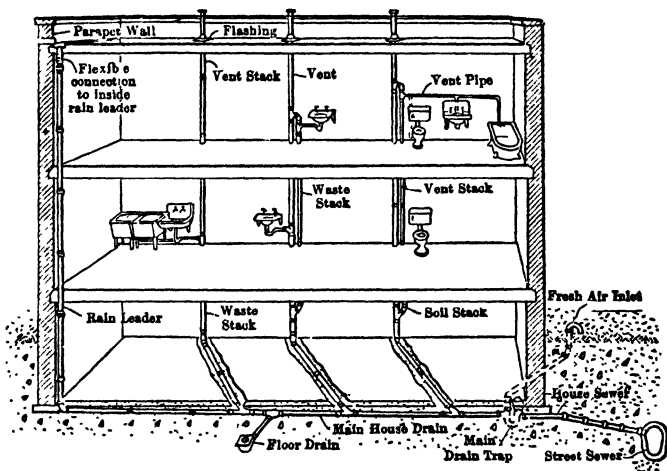 Parapet Wall
Flashing
Flexible
connection
to inside
rain leader
Vent Stack
Vent
Vent Pipe
Waste
Stack
Vent Stack
Fresh Air Inlet
Rain Leader
Waste
Stack
Soil Stack
House Sewer
Main House Drain
Floor Drain
Main
Drain Trap
Street Sewer